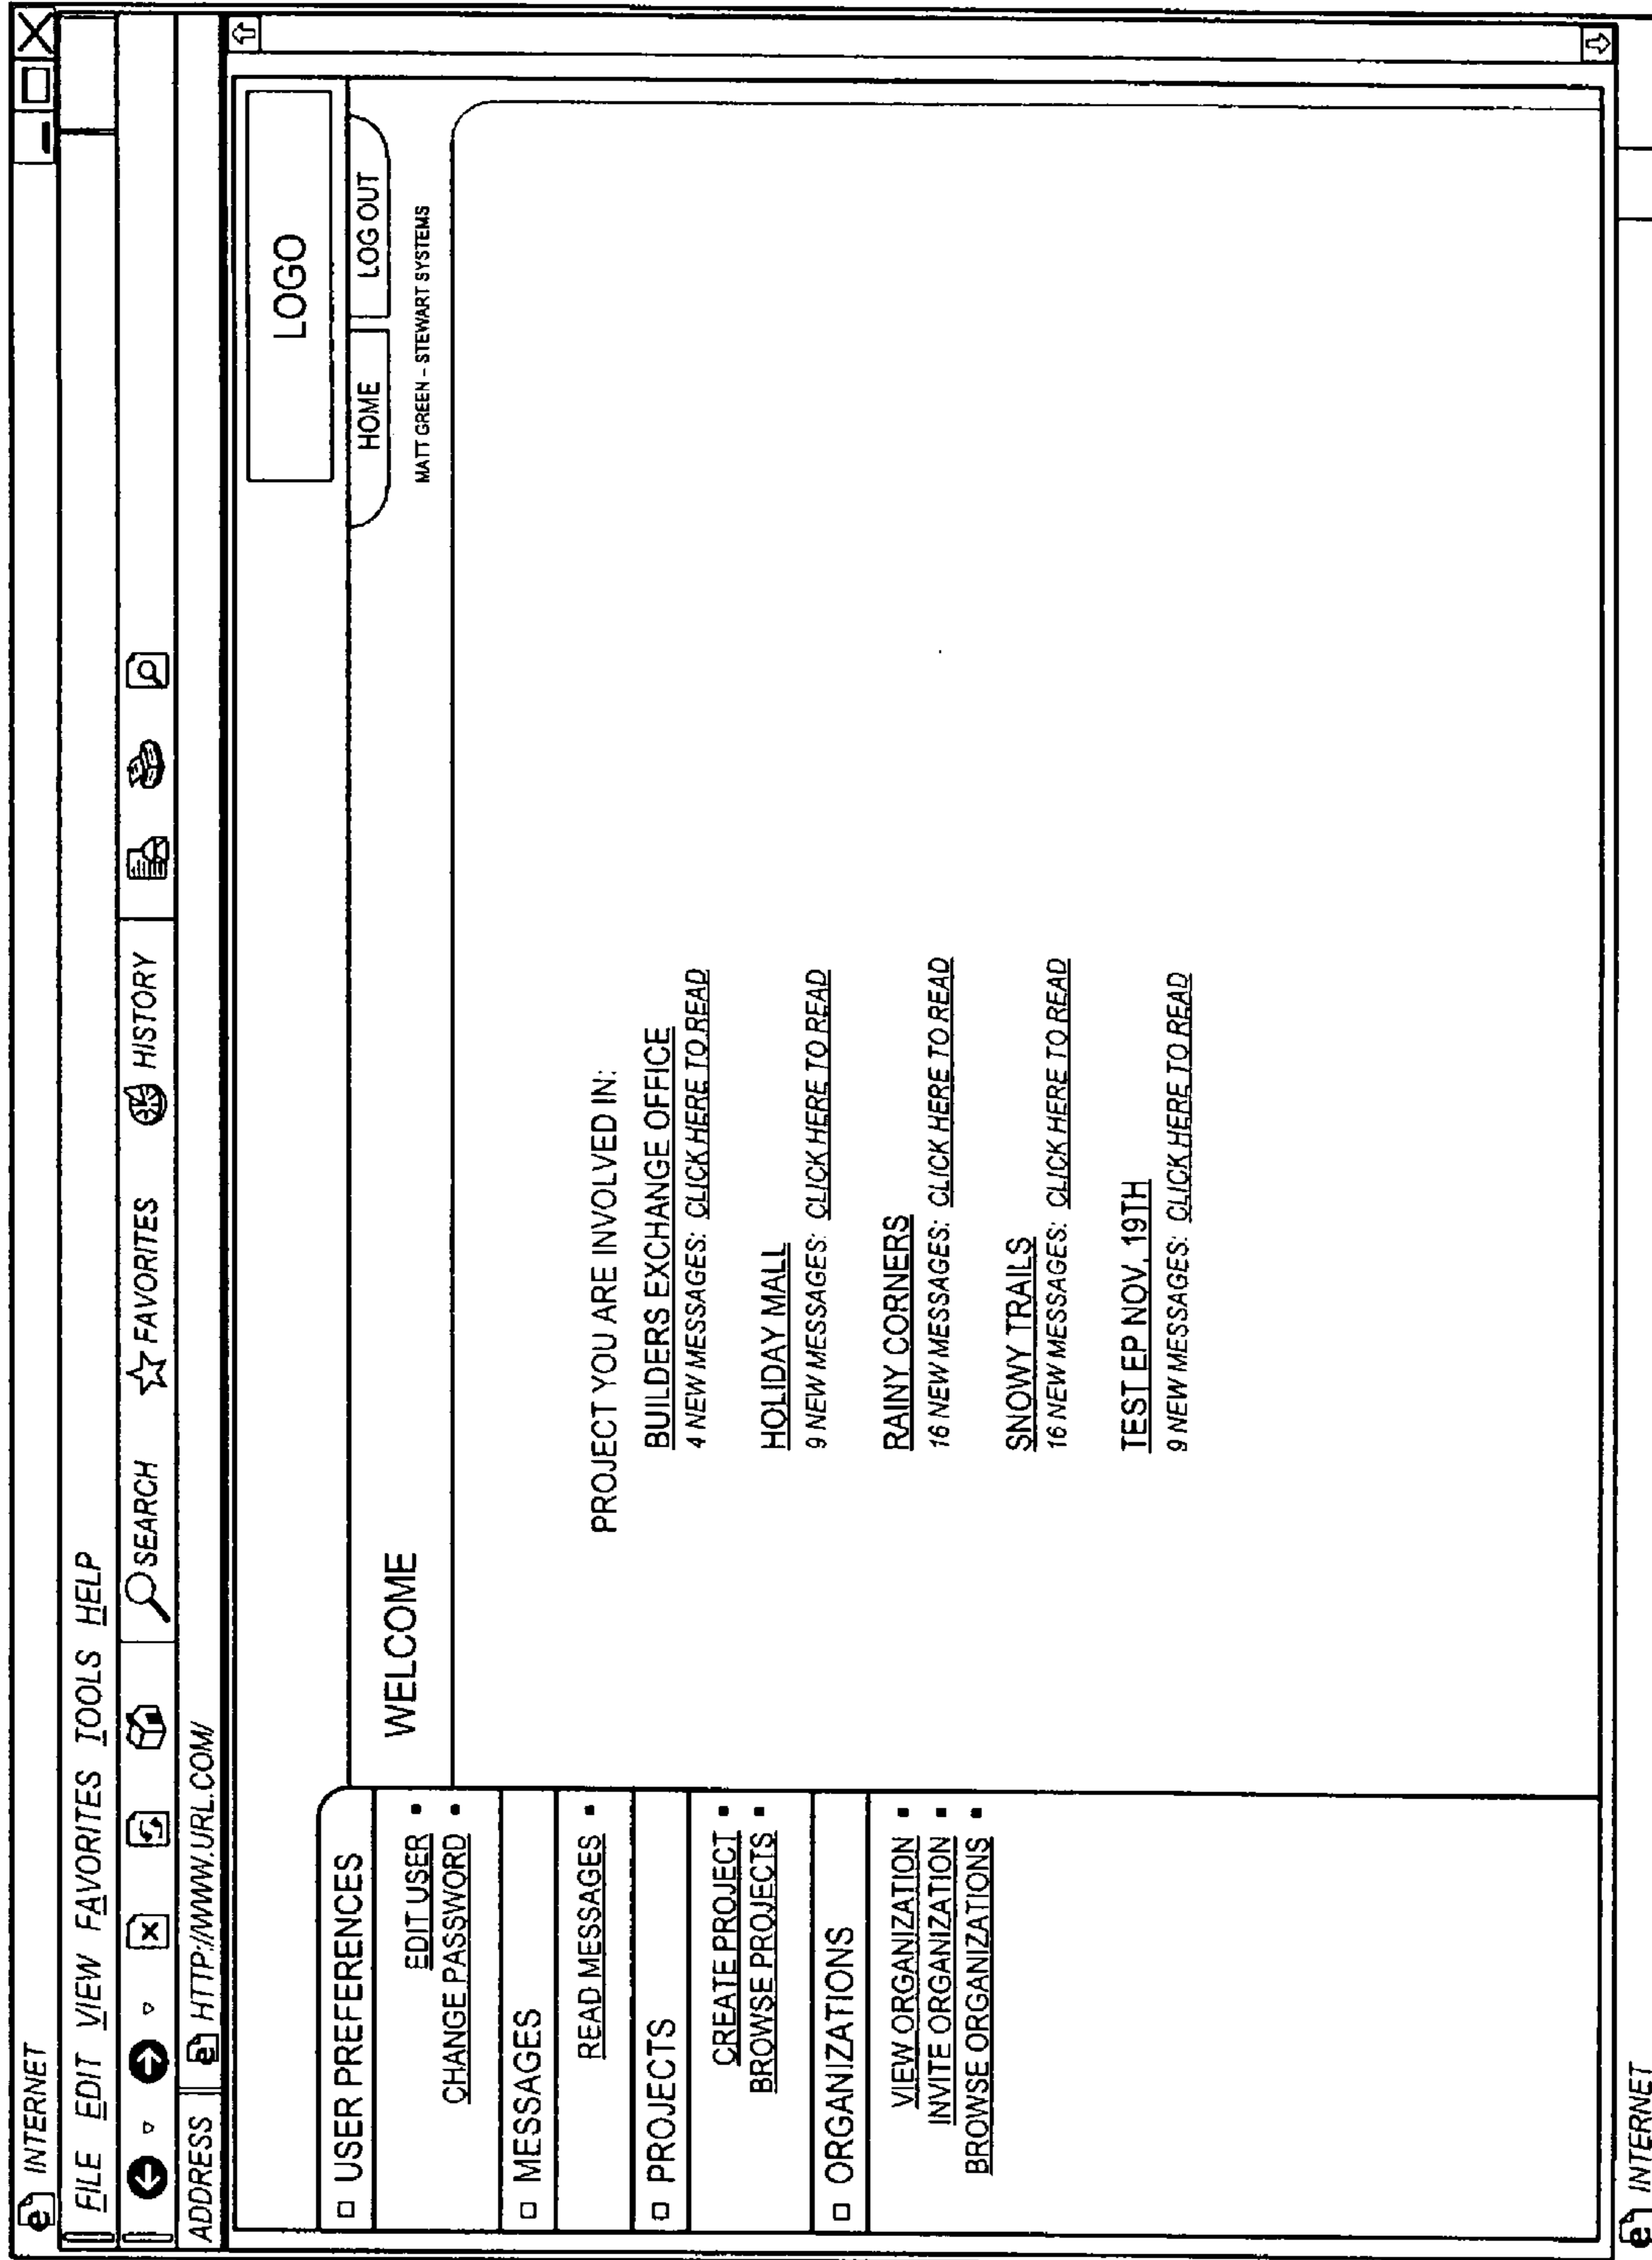 INTERNET
FILE EDIT VIEW FAVORITES TOOLS HELP
SEARCH FAVORITES HISTORY
ADDRESS HTTP://WWW.URL.COM/
LOGO
HOME LOG OUT
WELCOME
MATT GREEN - STEWART SYSTEMS
USER PREFERENCES
EDIT USER
CHANGE PASSWORD
MESSAGES
READ MESSAGES
PROJECTS
CREATE PROJECT
BROWSE PROJECTS
ORGANIZATIONS
VIEW ORGANIZATION
INVITE ORGANIZATION
BROWSE ORGANIZATIONS
PROJECT YOU ARE INVOLVED IN:
BUILDERS EXCHANGE OFFICE
4 NEW MESSAGES: CLICK HERE TO READ
HOLIDAY MALL
9 NEW MESSAGES: CLICK HERE TO READ
RAINY CORNERS
16 NEW MESSAGES: CLICK HERE TO READ
SNOWY TRAILS
16 NEW MESSAGES: CLICK HERE TO READ
TEST EP NOV, 19TH
9 NEW MESSAGES: CLICK HERE TO READ
INTERNET